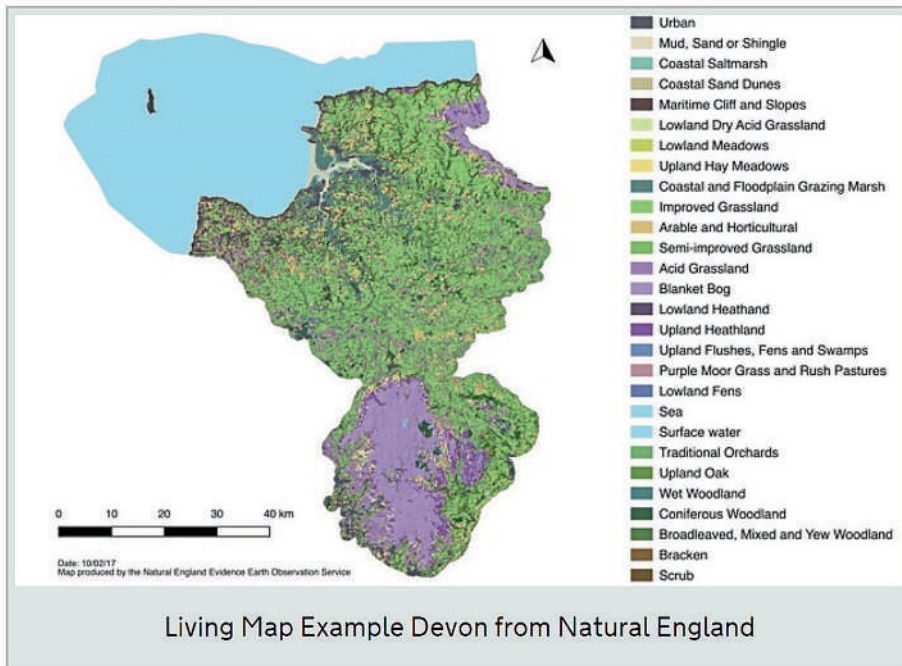 Urban
Mud, Sand or Shingle
Coastal Saltmarsh
Coastal Sand Dunes
Maritime Cliff and Slopes
Lowland Dry Acid Grassland
Lowland Meadows
Upland Hay Meadows
Coastal and Floodplain Grazing Marsh
Improved Grassland
Arable and Horticultural
Semi-improved Grassland
Acid Grassland
Blanket Bog
Lowland Heathand
Upland Heathland
Upland Flushes, Fens and Swamps
Purple Moor Grass and Rush Pastures
Lowland Fens
Sea
Surface water
Traditional Orchards
Upland Oak
Wet Woodland
Coniferous Woodland
Broadleaved, Mixed and Yew Woodland
Bracken
Scrub
0 10 20 30 40 km
Date: 10/02/17
Map produced by the Natural England Evidence Earth Observation Service
Living Map Example Devon from Natural England